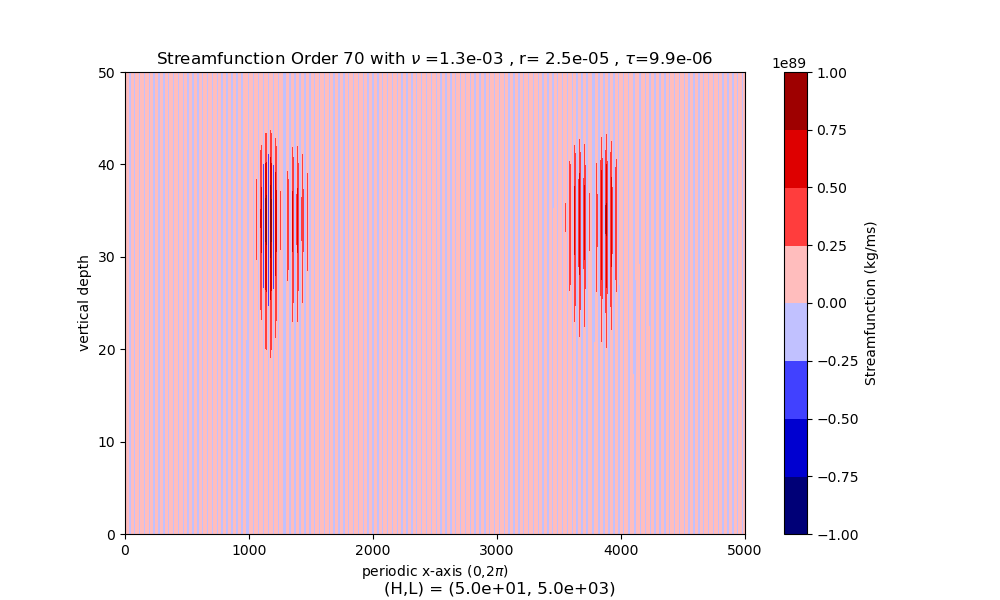 Streamfunction Order 70 with ν =1.3e-03 , r= 2.5e-05 , τ=9.9e-06
1e89
50
40
30
20
10
0
vertical depth
0 1000 2000 3000 4000 5000
periodic x-axis (0,2π)
(H,L) = (5.0e+01, 5.0e+03)
1.00
0.75
0.50
0.25
0.00
−0.25
−0.50
−0.75
−1.00
Streamfunction (kg/ms)